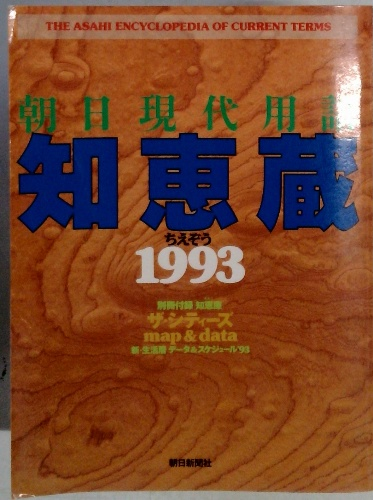 THE ASAHI ENCYCLOPEDIA OF CURRENT TERMS
朝日現代用語
知恵蔵
ちえぞう
1993
別冊付録 知恵蔵
ザ・シティーズ
map & data
新・生活暦 データ&スケジュール'93
朝日新聞社